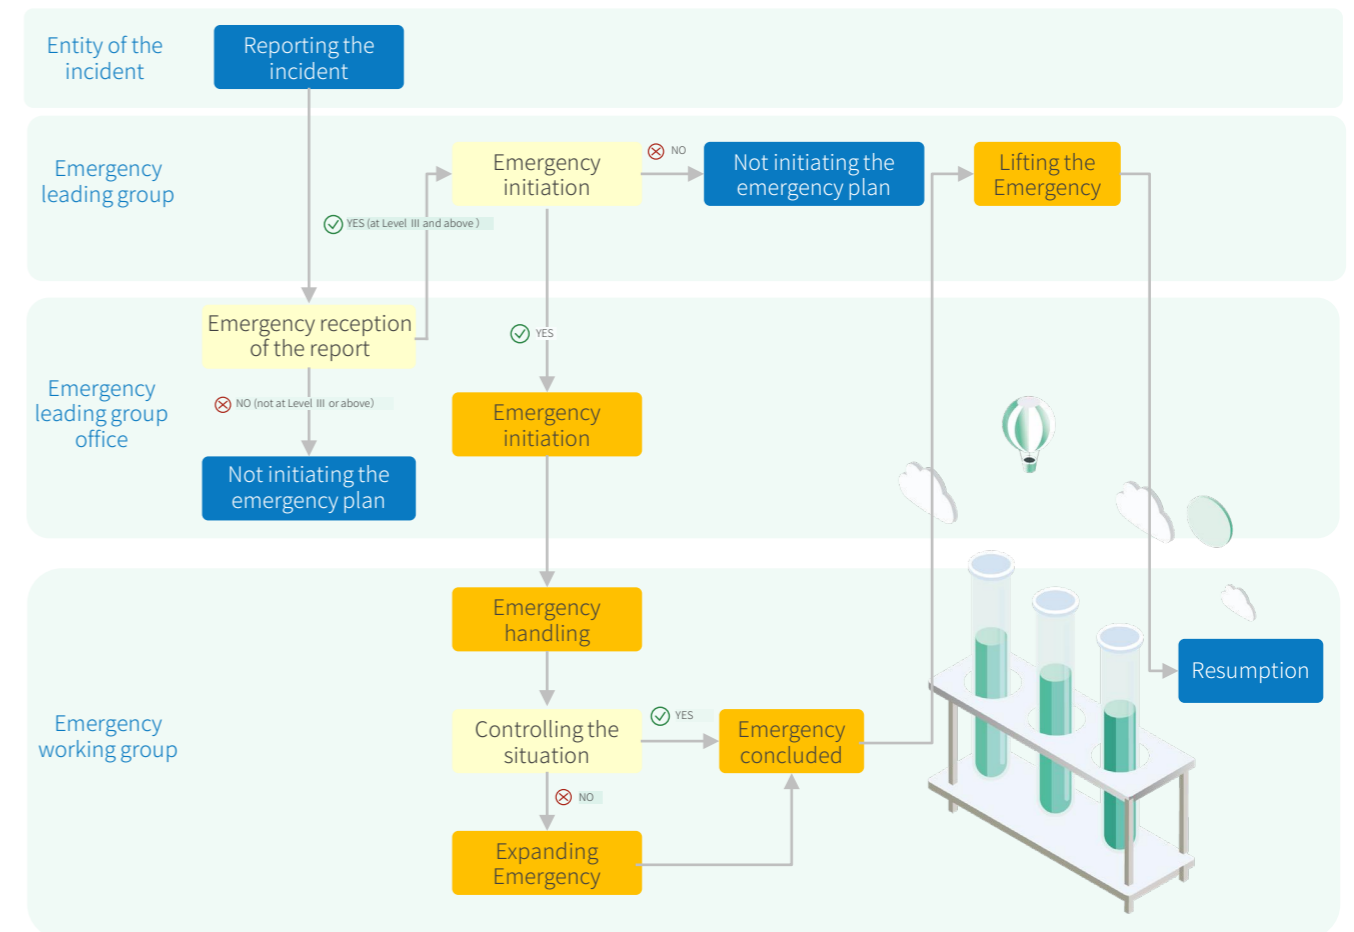 Entity of the
incident
Reporting the
incident
Emergency
leading group
Emergency
initiation
NO
Not initiating the
emergency plan
Lifting the
Emergency
YES (at Level III and above)
Emergency
leading group
office
Emergency reception
of the report
YES
NO (not at Level III or above)
Emergency
initiation
Not initiating the
emergency plan
Emergency
working group
Emergency
handling
Resumption
Controlling the
situation
YES
Emergency
concluded
NO
Expanding
Emergency